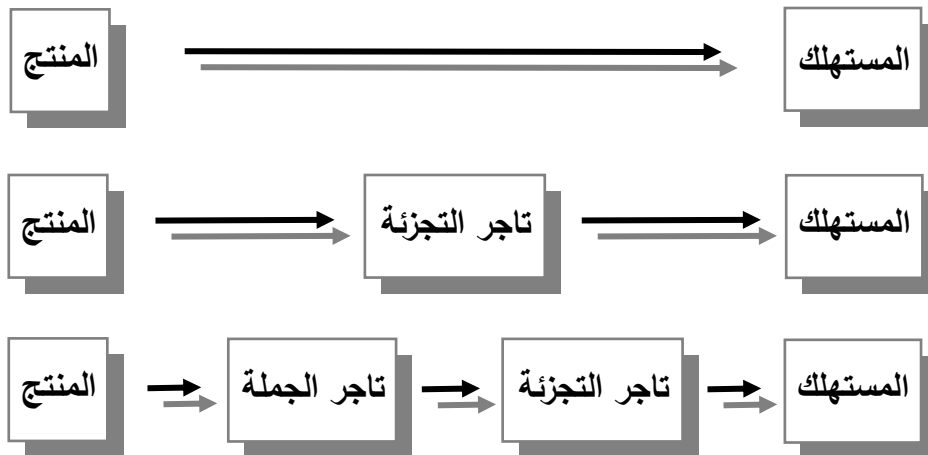 المنتج
المستهلك
المنتج
تاجر التجزئة
المستهلك
المنتج
تاجر الجملة
تاجر التجزئة
المستهلك